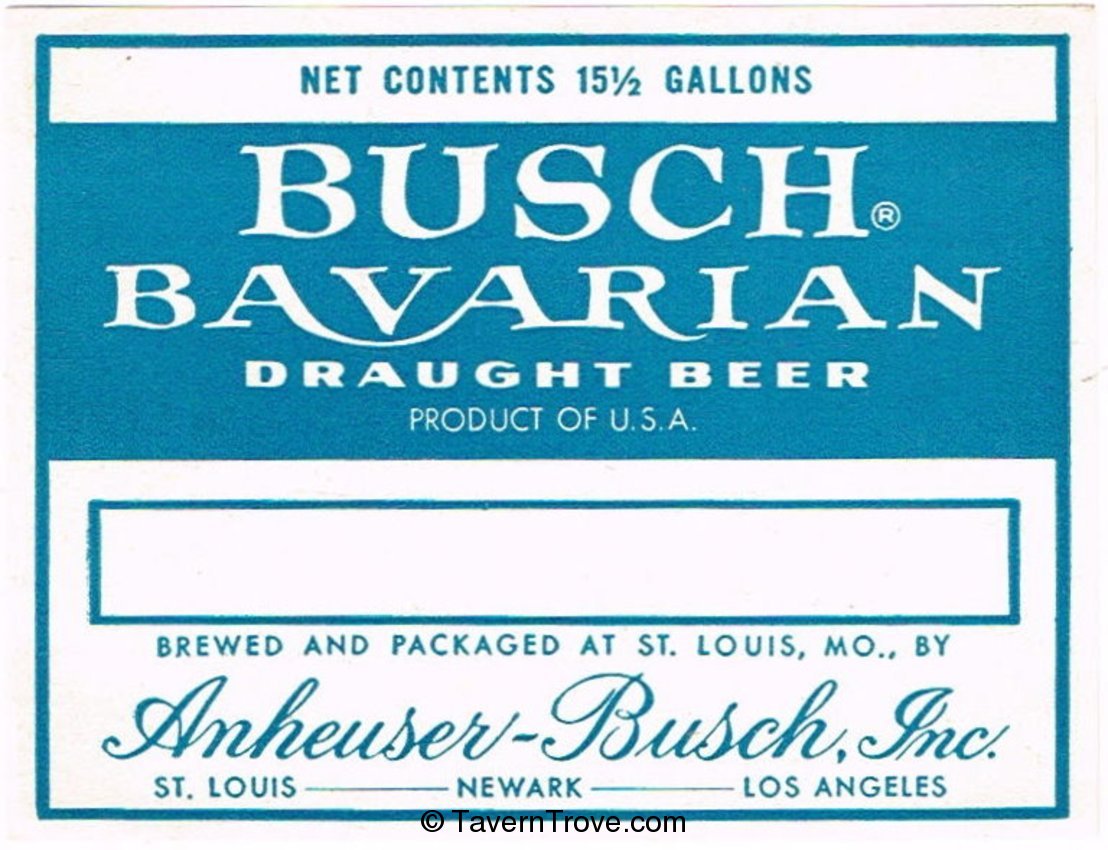 NET CONTENTS 15½ GALLONS
BUSCH®
BAVARIAN
DRAUGHT BEER
PRODUCT OF U.S.A.
BREWED AND PACKAGED AT ST. LOUIS, MO., BY
Anheuser-Busch, Inc.
ST. LOUIS — NEWARK — LOS ANGELES
© TavernTrove.com